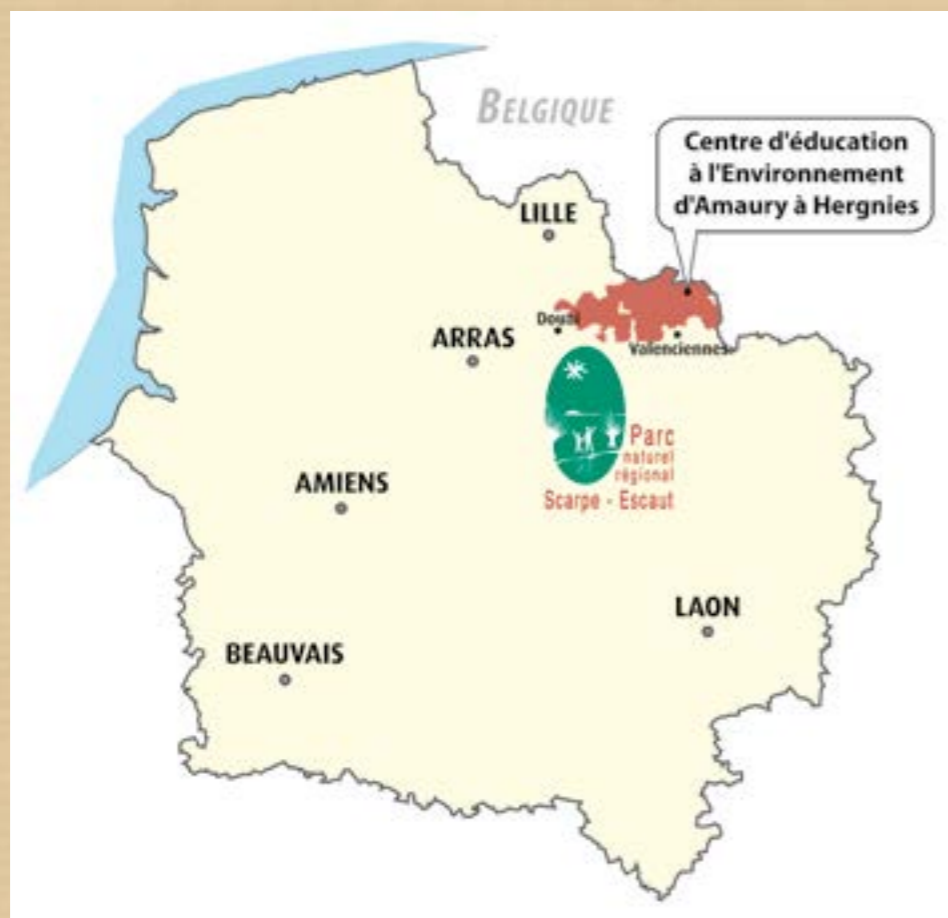 BELGIQUE
Centre d'éducation
à l'Environnement
d'Amaury à Hergnies
LILLE
Douai
Valenciennes
ARRAS
Parc
naturel
régional
Scarpe - Escaut
AMIENS
LAON
BEAUVAIS